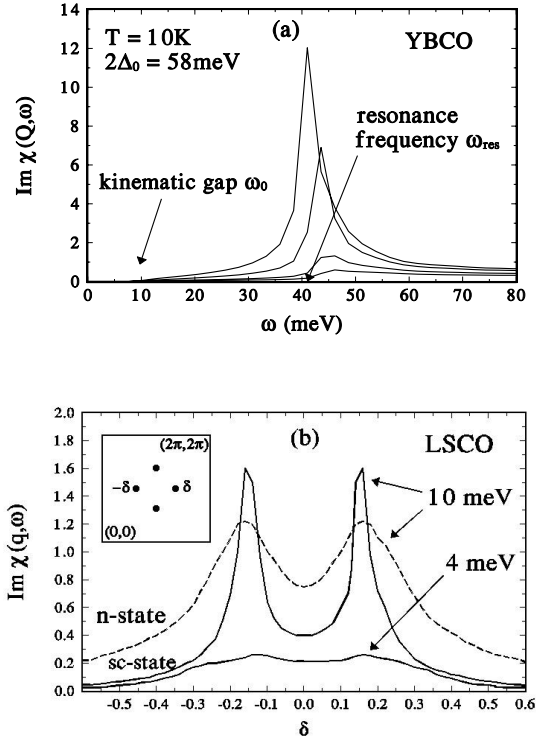 (a)
T = 10K
YBCO
2Δ₀ = 58meV
resonance
frequency ω_res
kinematic gap ω₀
Im χ (Q,ω)
14
12
10
8
6
4
2
0
0 10 20 30 40 50 60 70 80
ω (meV)
(b)
LSCO
(2π,2π)
−δ δ
(0,0)
10 meV
4 meV
n-state
sc-state
Im χ (q,ω)
2.0
1.8
1.6
1.4
1.2
1.0
0.8
0.6
0.4
0.2
0.0
-0.5 -0.4 -0.3 -0.2 -0.1 0.0 0.1 0.2 0.3 0.4 0.5 0.6
δ